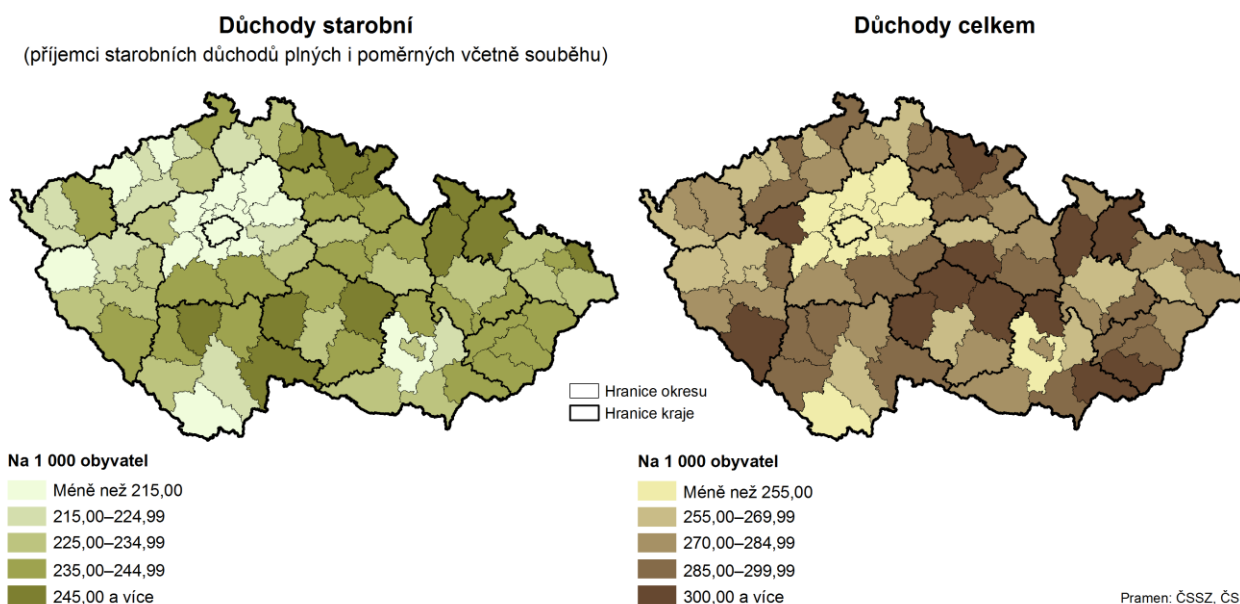 Důchody starobní
(příjemci starobních důchodů plných i poměrných včetně souběhu)
Důchody celkem
Hranice okresu
Hranice kraje
Na 1 000 obyvatel
Méně než 215,00
215,00–224,99
225,00–234,99
235,00–244,99
245,00 a více
Na 1 000 obyvatel
Méně než 255,00
255,00–269,99
270,00–284,99
285,00–299,99
300,00 a více
Pramen: ČSSZ, ČS